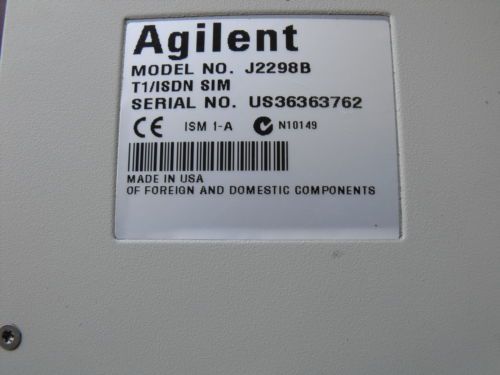 Agilent
MODEL NO. J2298B
T1/ISDN SIM
SERIAL NO. US36363762
CE ISM 1-A N10149
MADE IN USA
OF FOREIGN AND DOMESTIC COMPONENTS